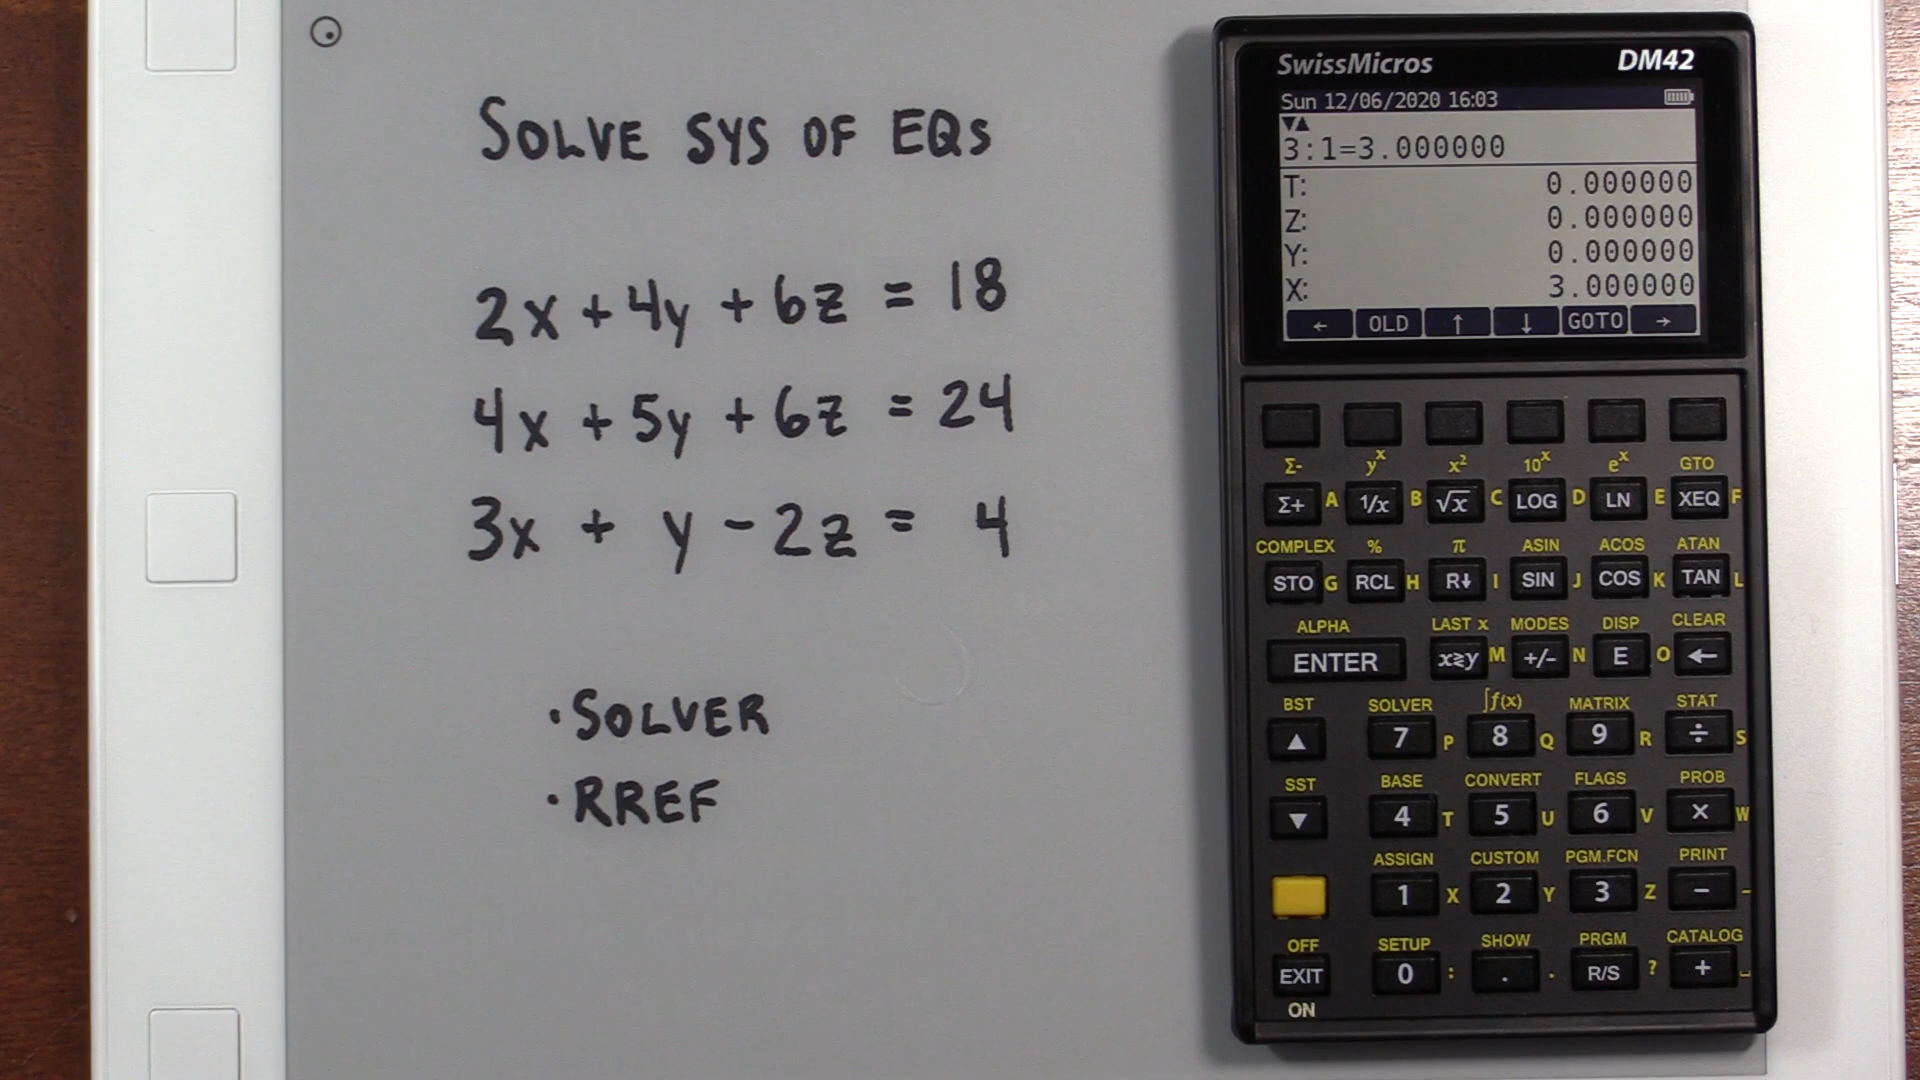 SOLVE SYS OF EQS
2x + 4y + 6z = 18
4x + 5y + 6z = 24
3x + y - 2z = 4
· SOLVER
· RREF
SwissMicros DM42
Sun 12/06/2020 16:03
▼▲
3:1=3.000000
T: 0.000000
Z: 0.000000
Y: 0.000000
X: 3.000000
← OLD ↑ ↓ GOTO →
Σ- yˣ x² 10ˣ eˣ GTO
Σ+ A 1/x B √x C LOG D LN E XEQ F
COMPLEX % π ASIN ACOS ATAN
STO G RCL H R↓ I SIN J COS K TAN L
ALPHA LAST x MODES DISP CLEAR
ENTER x≷y M +/- N E O ←
BST SOLVER ∫f(x) MATRIX STAT
▲ 7 P 8 Q 9 R ÷ S
SST BASE CONVERT FLAGS PROB
▼ 4 T 5 U 6 V × W
ASSIGN CUSTOM PGM.FCN PRINT
1 X 2 Y 3 Z − -
OFF SETUP SHOW PRGM CATALOG
EXIT 0 : . . R/S ? + ␣
ON